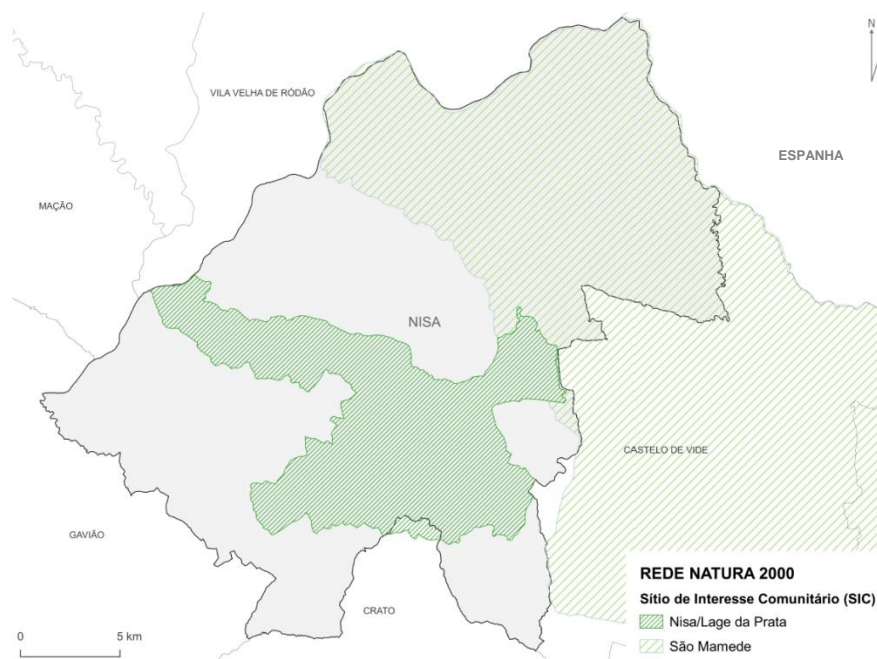 N
VILA VELHA DE RÓDÃO
ESPANHA
MAÇÃO
NISA
CASTELO DE VIDE
GAVIÃO
CRATO
REDE NATURA 2000
Sítio de Interesse Comunitário (SIC)
Nisa/Lage da Prata
São Mamede
0 5 km